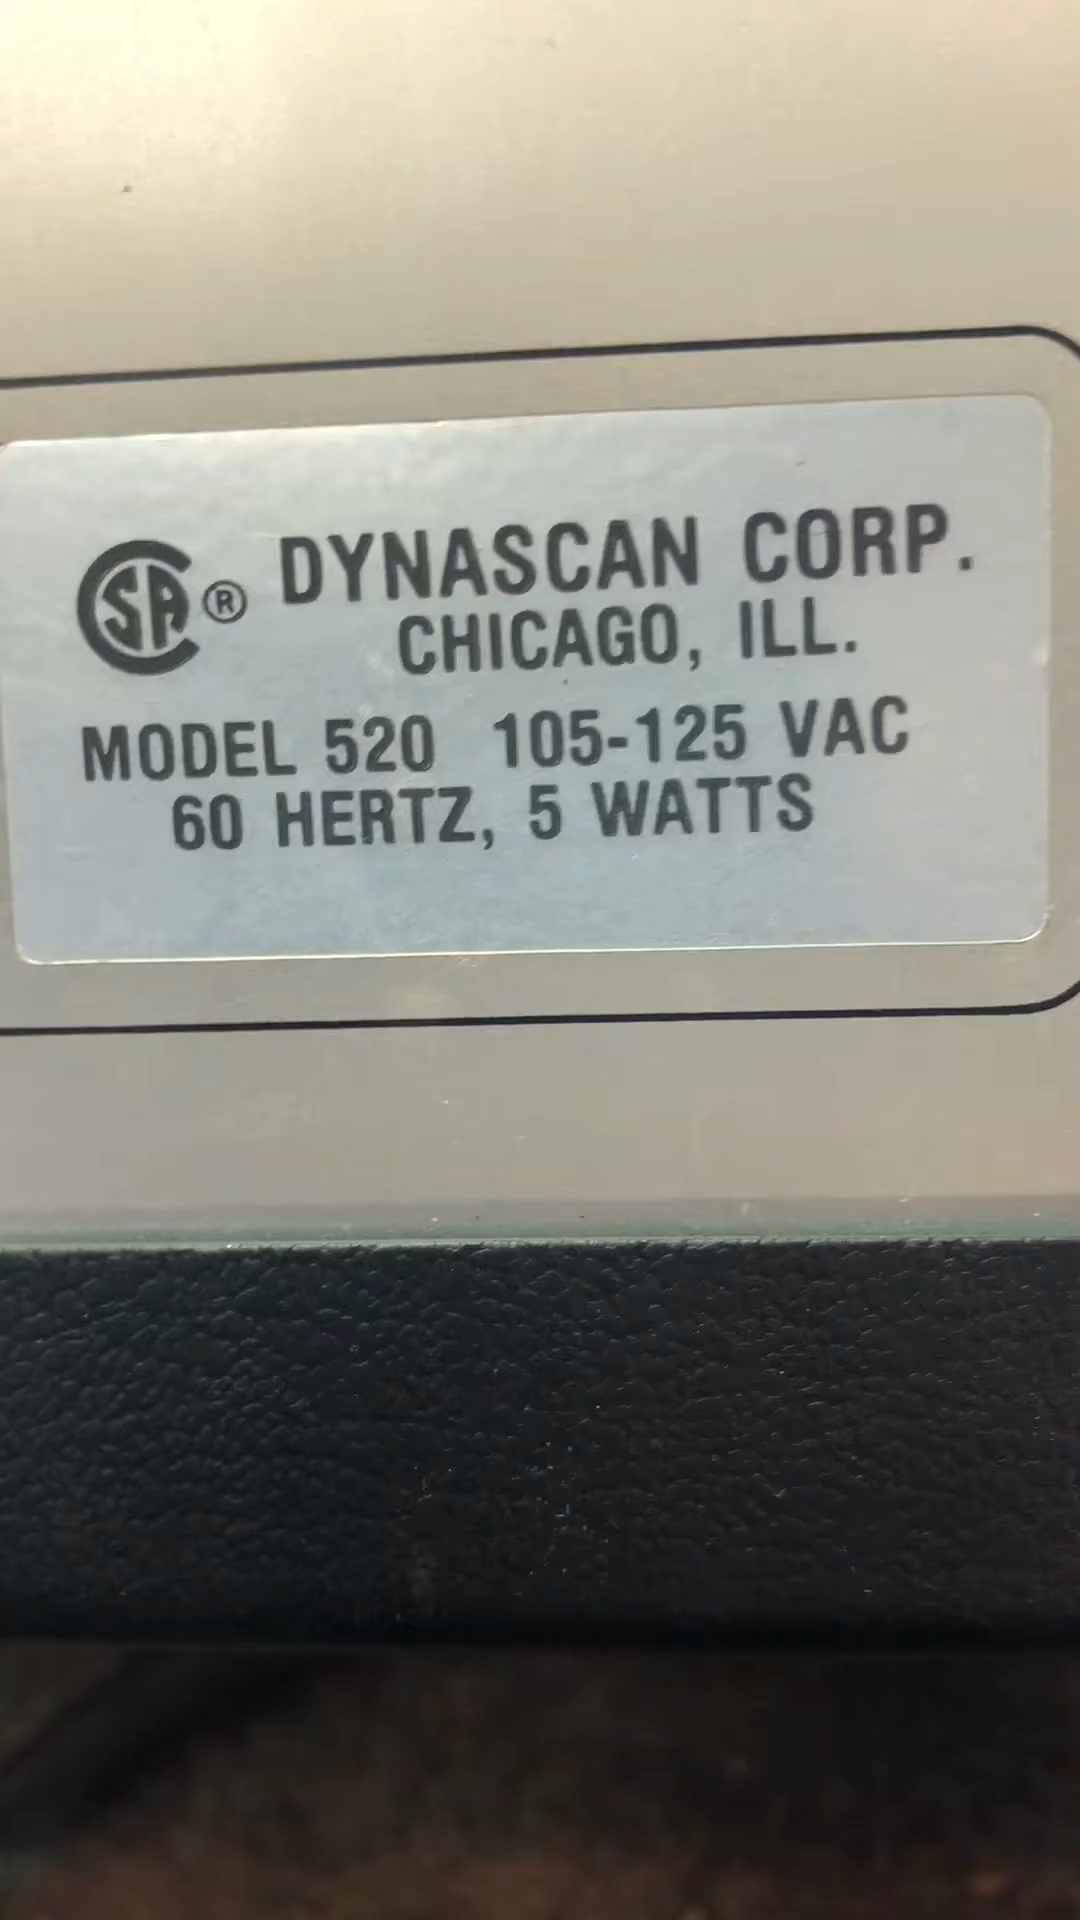 CSA® DYNASCAN CORP.
CHICAGO, ILL.
MODEL 520 105-125 VAC
60 HERTZ, 5 WATTS